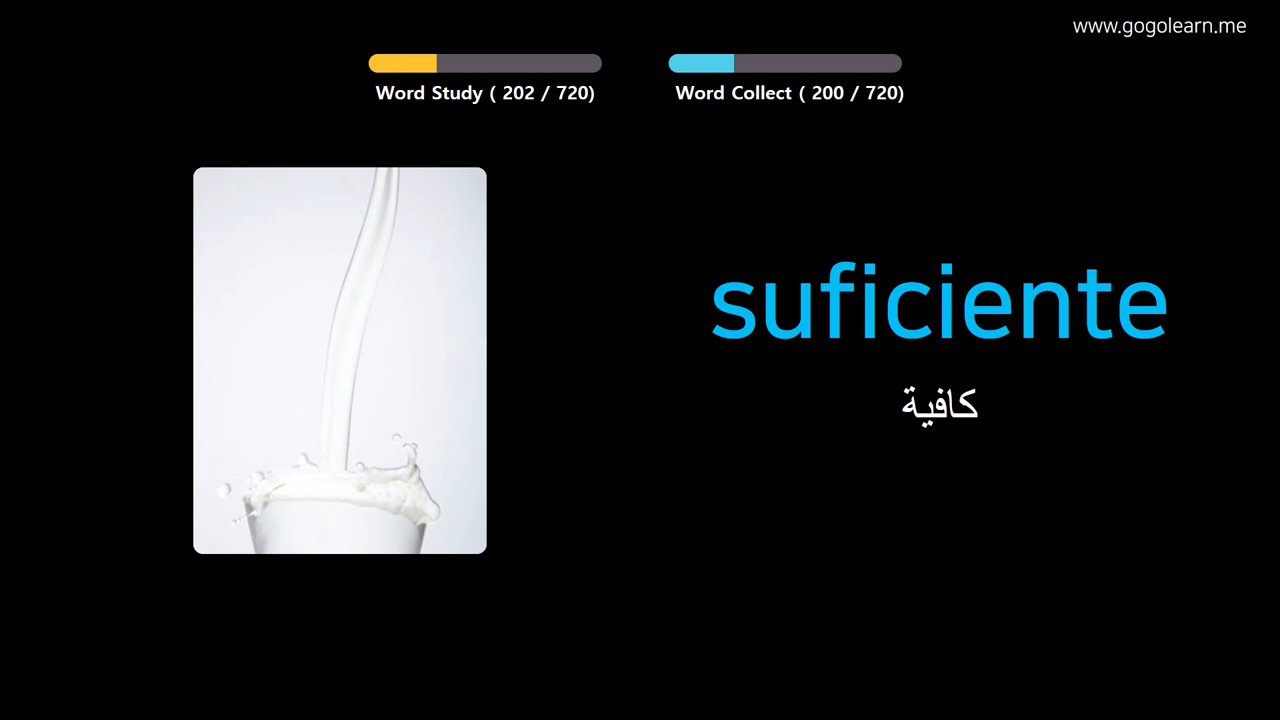 www.gogolearn.me
Word Study ( 202 / 720)
Word Collect ( 200 / 720)
suficiente
كافية